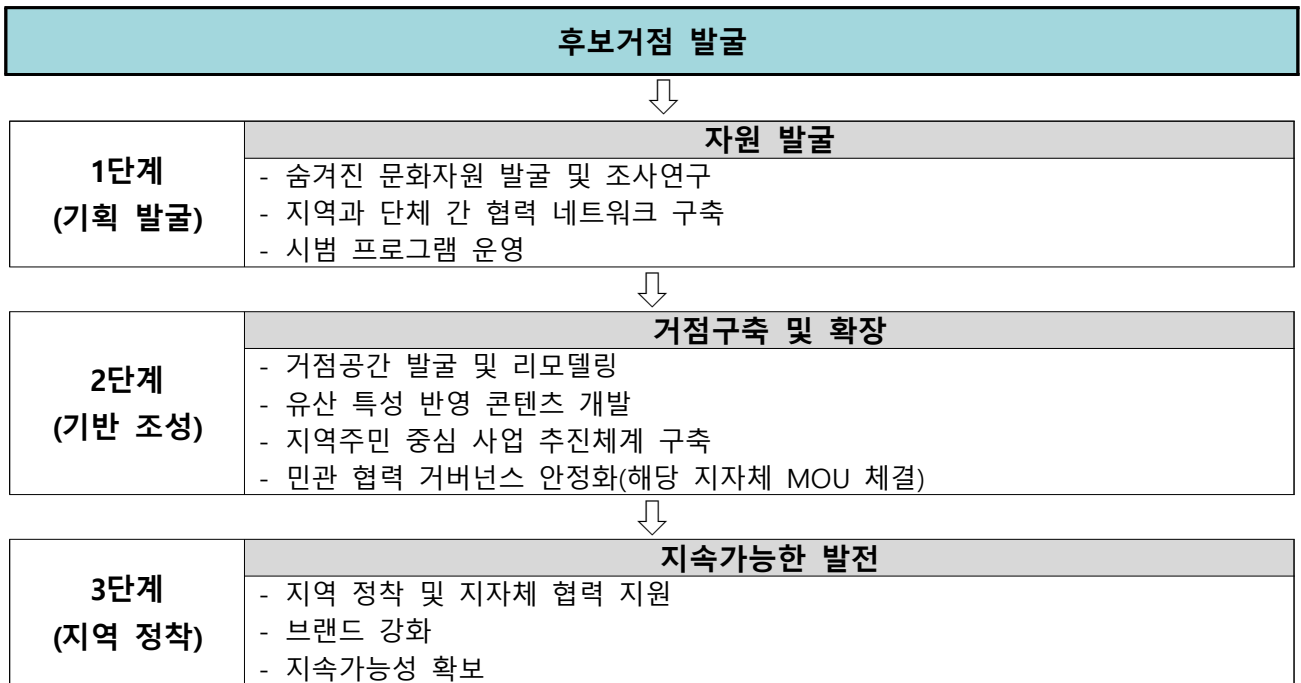 후보거점 발굴
1단계
(기획 발굴)
자원 발굴
- 숨겨진 문화자원 발굴 및 조사연구
- 지역과 단체 간 협력 네트워크 구축
- 시범 프로그램 운영
2단계
(기반 조성)
거점구축 및 확장
- 거점공간 발굴 및 리모델링
- 유산 특성 반영 콘텐츠 개발
- 지역주민 중심 사업 추진체계 구축
- 민관 협력 거버넌스 안정화(해당 지자체 MOU 체결)
3단계
(지역 정착)
지속가능한 발전
- 지역 정착 및 지자체 협력 지원
- 브랜드 강화
- 지속가능성 확보